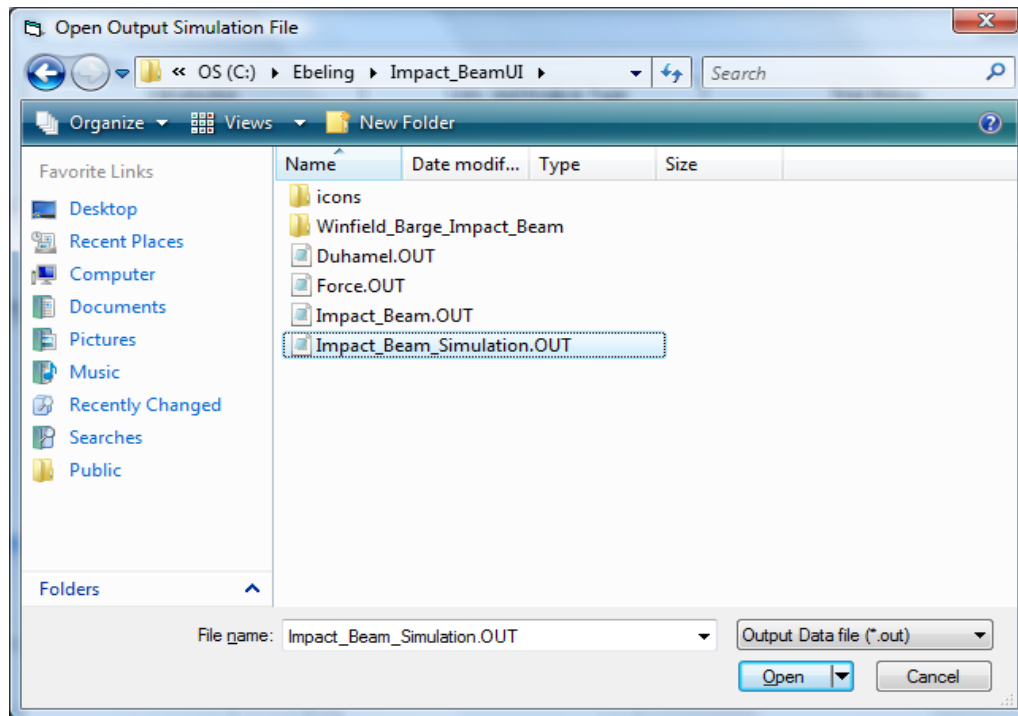 Open Output Simulation File
« OS (C:) Ebeling Impact_BeamUI Search
Organize Views New Folder
Favorite Links
Desktop
Recent Places
Computer
Documents
Pictures
Music
Recently Changed
Searches
Public
Folders
Name Date modif... Type Size
icons
Winfield_Barge_Impact_Beam
Duhamel.OUT
Force.OUT
Impact_Beam.OUT
Impact_Beam_Simulation.OUT
File name: Impact_Beam_Simulation.OUT Output Data file (*.out)
Open Cancel